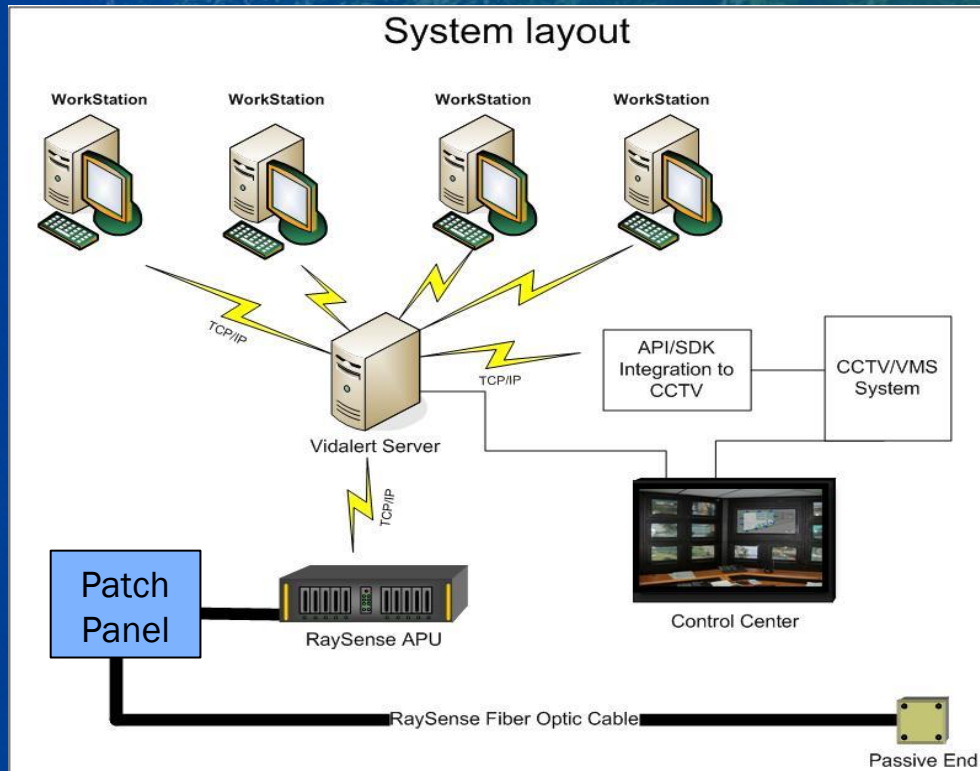 System layout
WorkStation
WorkStation
WorkStation
WorkStation
TCP/IP
TCP/IP
API/SDK
Integration to
CCTV
CCTV/VMS
System
Vidalert Server
TCP/IP
Patch
Panel
RaySense APU
Control Center
RaySense Fiber Optic Cable
Passive End